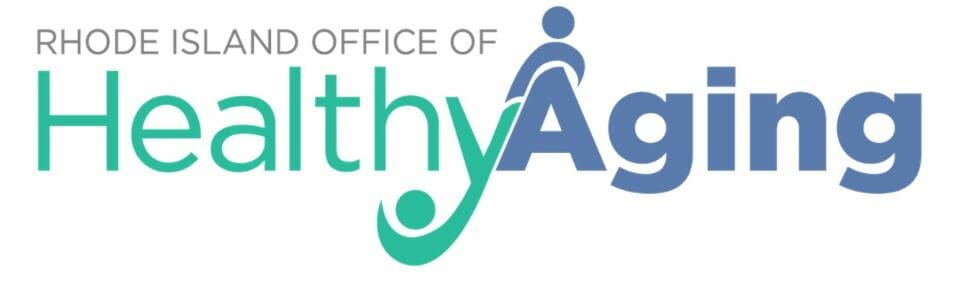 RHODE ISLAND OFFICE OF
HealthyAging